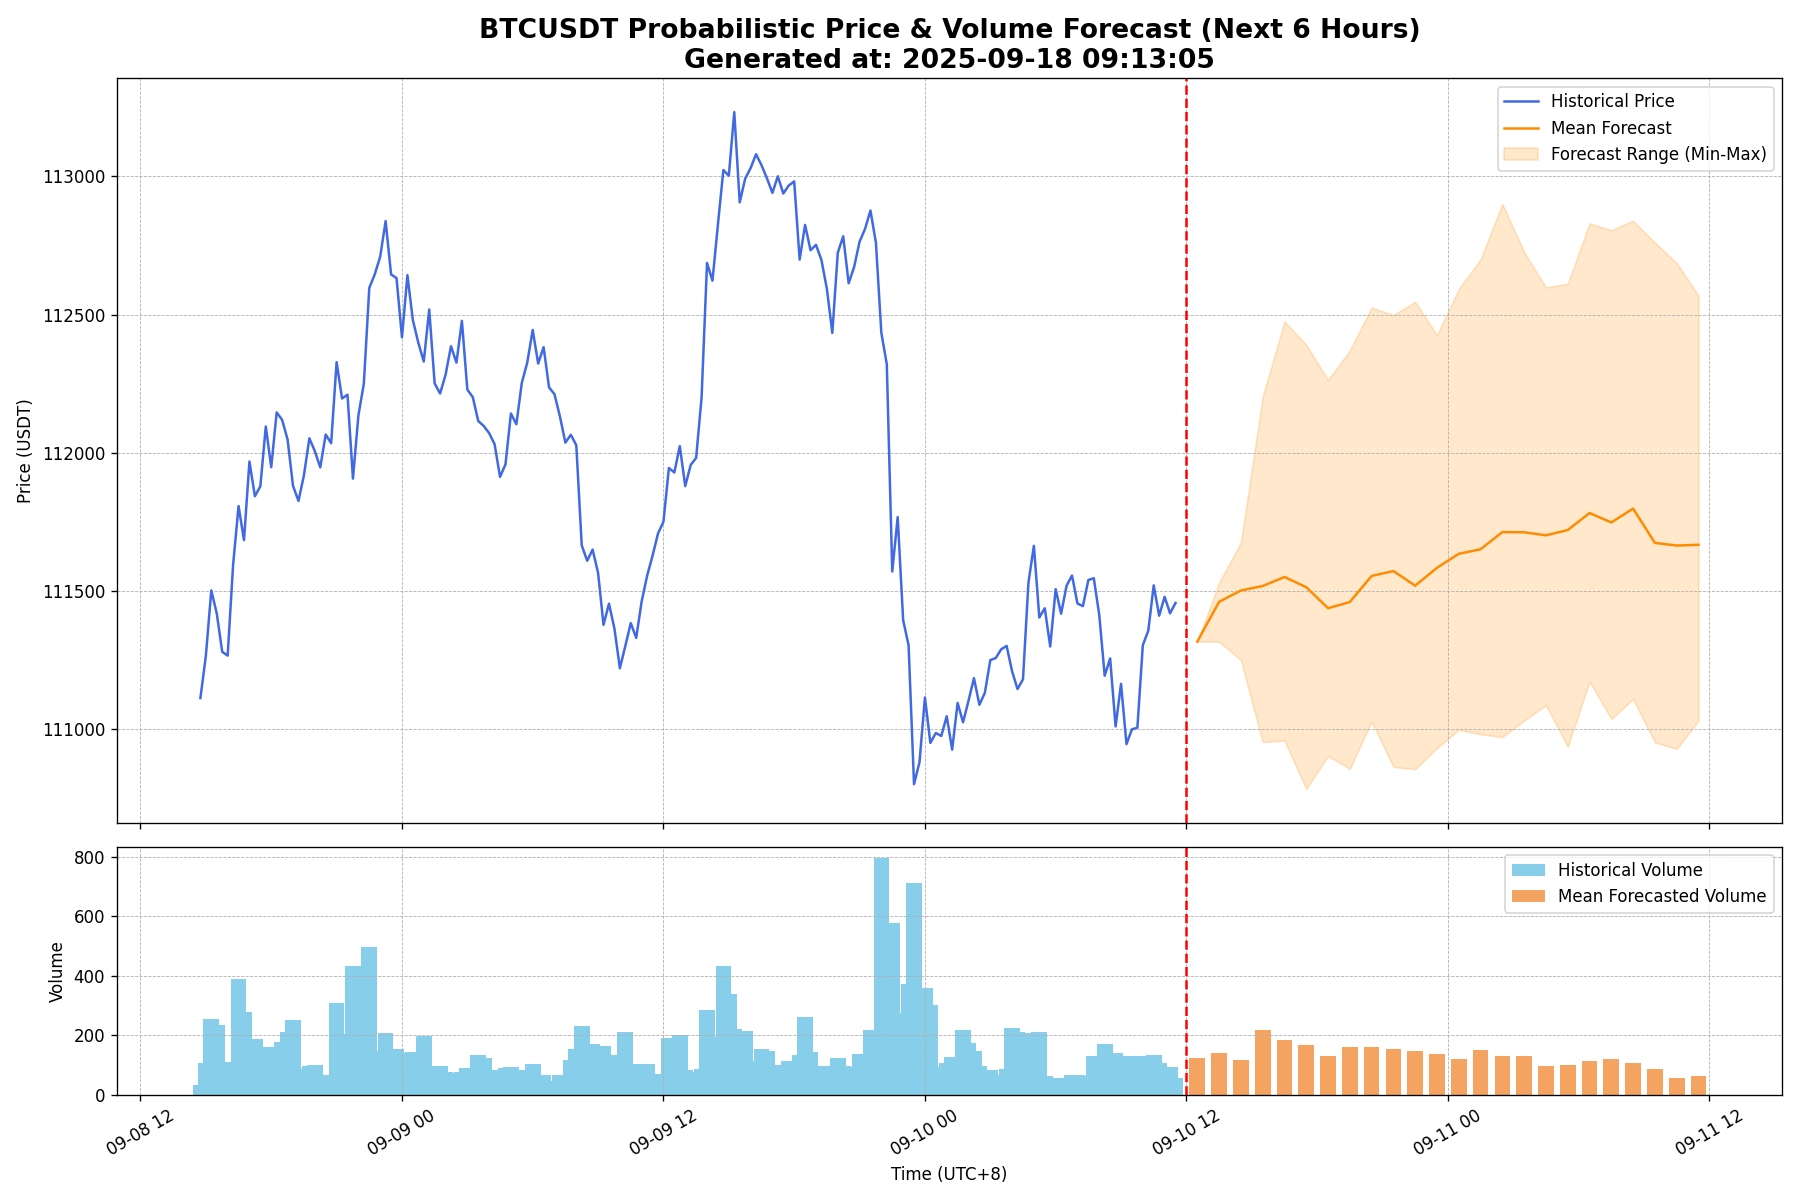 BTCUSDT Probabilistic Price & Volume Forecast (Next 6 Hours)
Generated at: 2025-09-18 09:13:05
Historical Price
Mean Forecast
Forecast Range (Min-Max)
113000
112500
112000
111500
111000
Price (USDT)
Historical Volume
Mean Forecasted Volume
800
600
400
200
0
Volume
09-08 12
09-09 00
09-09 12
09-10 00
09-10 12
09-11 00
09-11 12
Time (UTC+8)